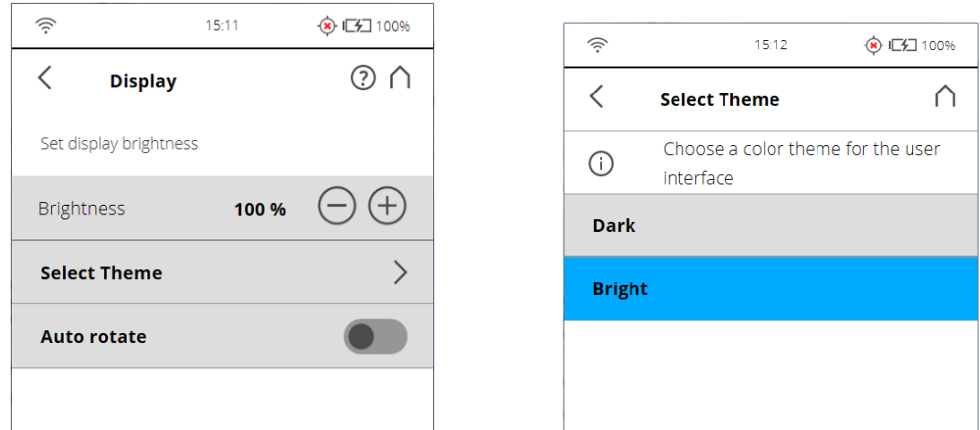 15:11
100%
Display
Set display brightness
Brightness 100 %
Select Theme
Auto rotate
15:12
100%
Select Theme
Choose a color theme for the user
interface
Dark
Bright